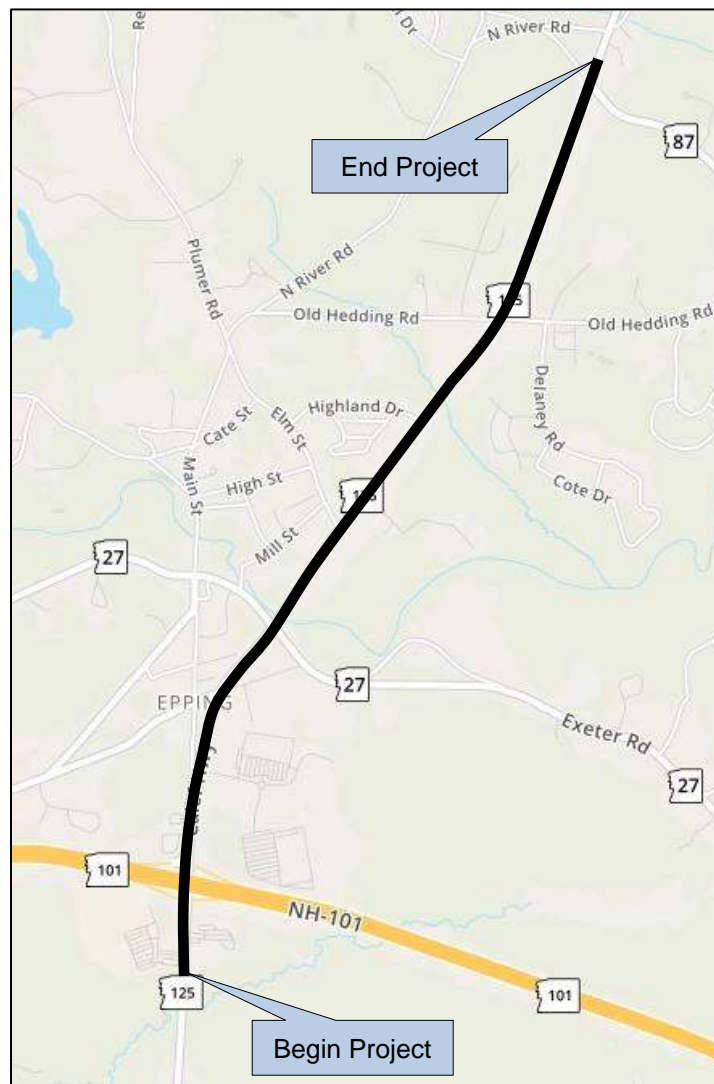 N River Rd
87
End Project
Plumer Rd
N River Rd
Old Hedding Rd
Old Hedding Rd
Delaney Rd
Highland Dr
Cate St
Elm St
Main St
High St
Cote Dr
Mill St
27
27
EPPING
Exeter Rd
27
101
NH-101
125
101
Begin Project